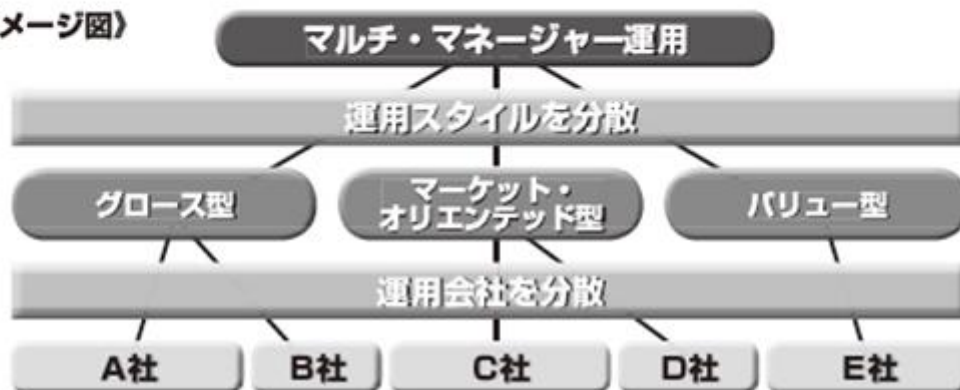 メージ図》
マルチ・マネージャー運用
運用スタイルを分散
グロース型
マーケット・
オリエンテッド型
バリュー型
運用会社を分散
A社
B社
C社
D社
E社